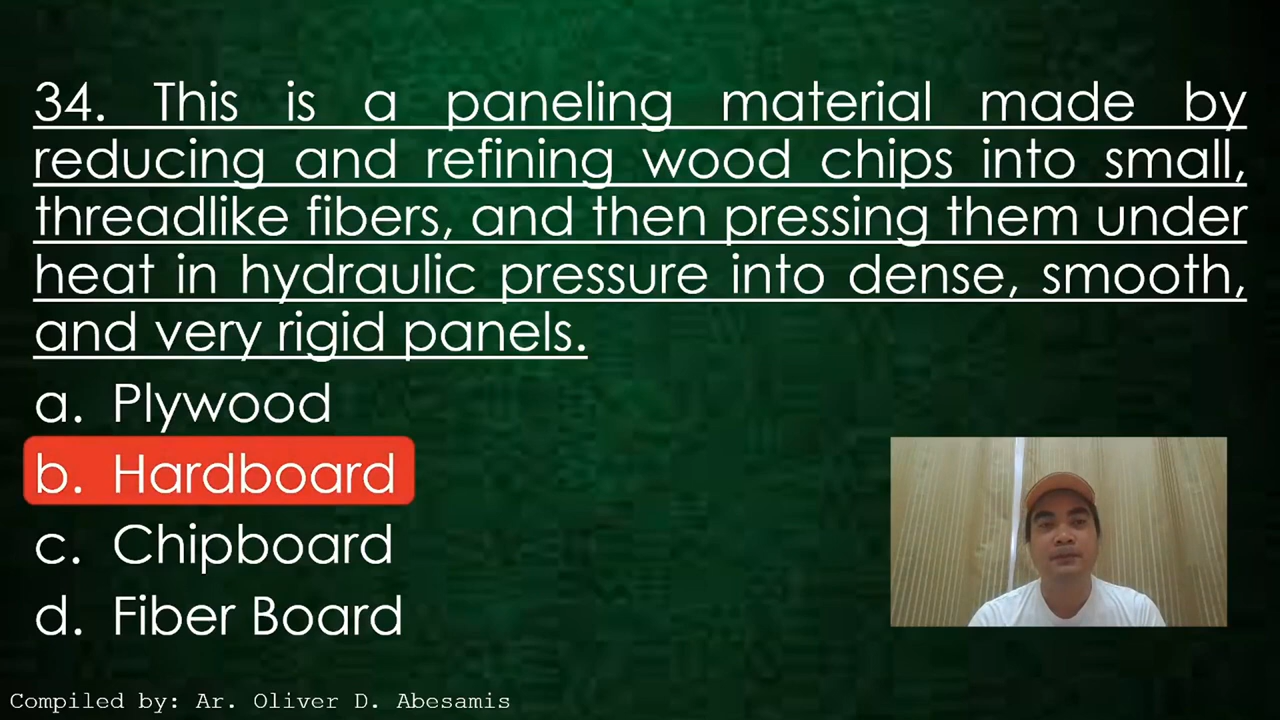 34. This is a paneling material made by
reducing and refining wood chips into small,
threadlike fibers, and then pressing them under
heat in hydraulic pressure into dense, smooth,
and very rigid panels.
a. Plywood
b. Hardboard
c. Chipboard
d. Fiber Board
Compiled by: Ar. Oliver D. Abesamis